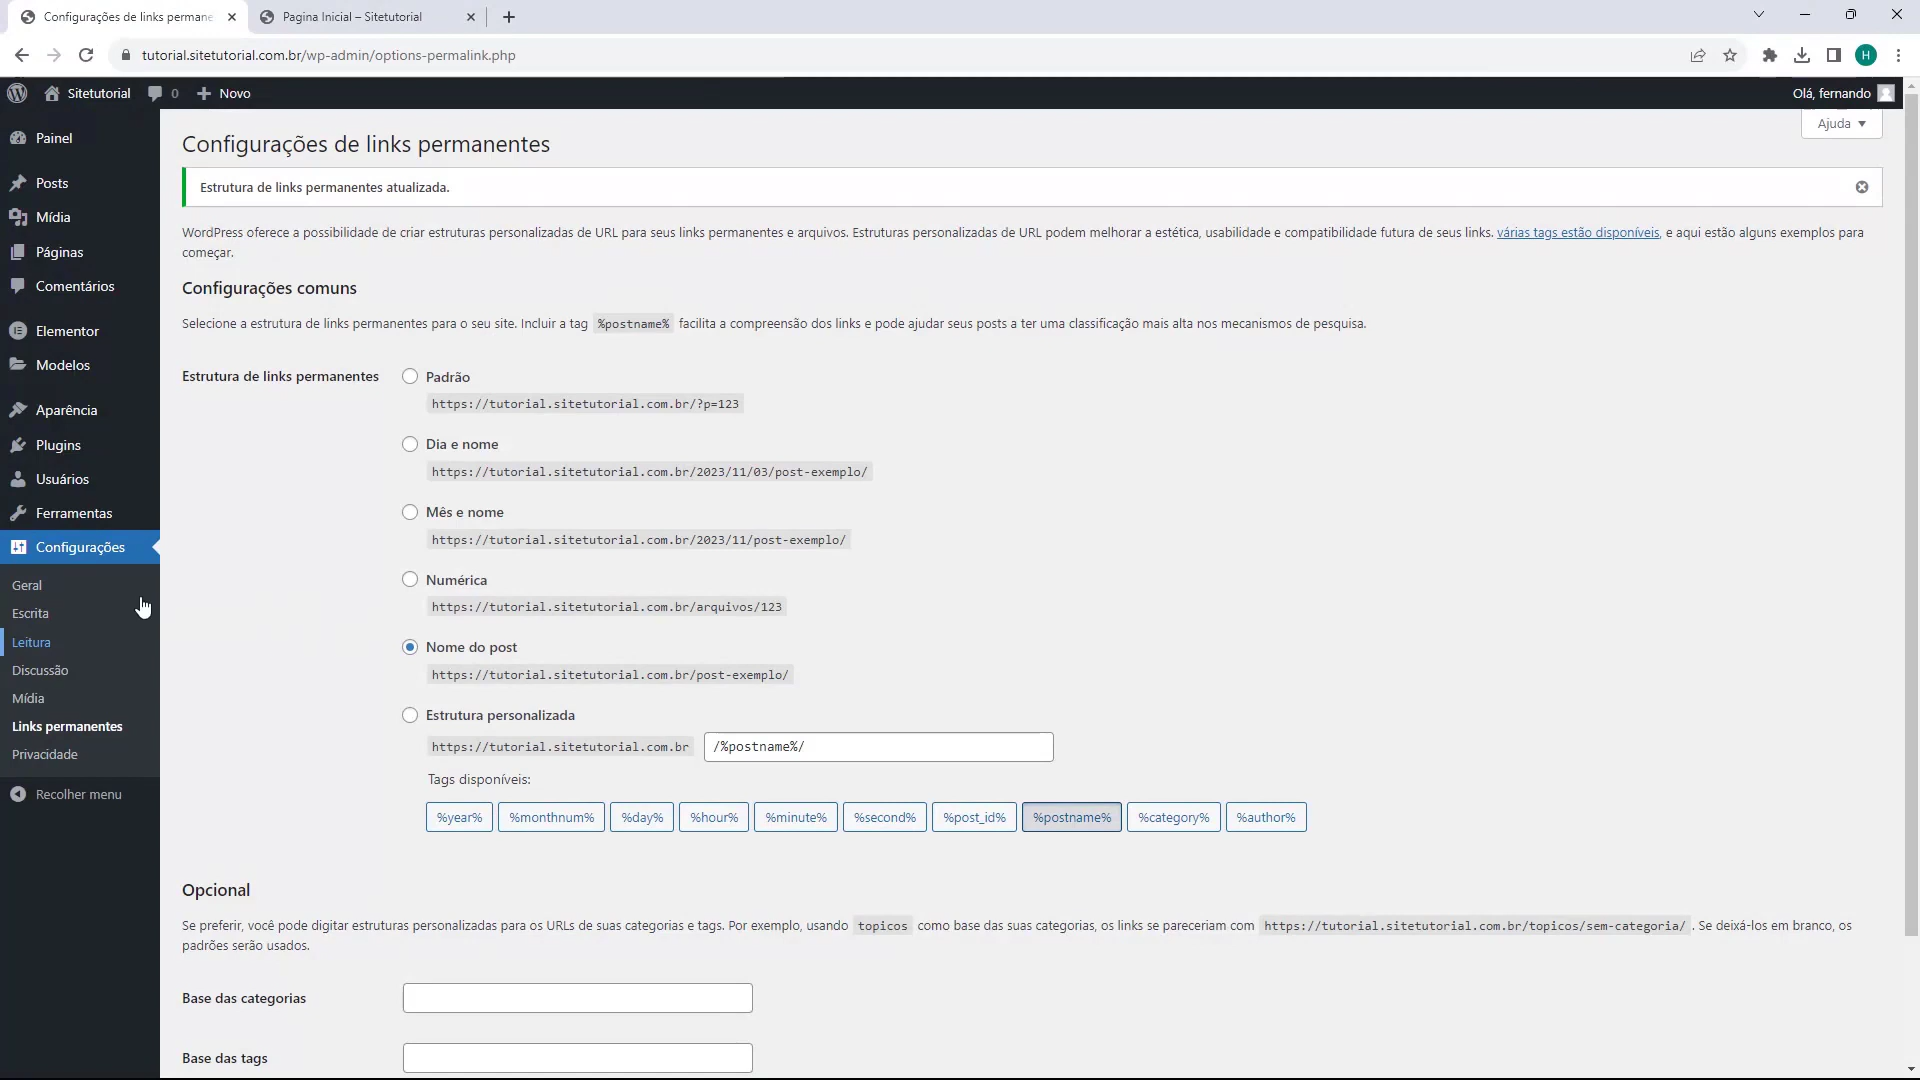 Configurações de links permane
Pagina Inicial – Sitetutorial
tutorial.sitetutorial.com.br/wp-admin/options-permalink.php
H
Sitetutorial
0
Novo
Olá, fernando
Ajuda
Painel
Posts
Mídia
Páginas
Comentários
Elementor
Modelos
Aparência
Plugins
Usuários
Ferramentas
Configurações
Geral
Escrita
Leitura
Discussão
Mídia
Links permanentes
Privacidade
Recolher menu
Configurações de links permanentes
Estrutura de links permanentes atualizada.
WordPress oferece a possibilidade de criar estruturas personalizadas de URL para seus links permanentes e arquivos. Estruturas personalizadas de URL podem melhorar a estética, usabilidade e compatibilidade futura de seus links. várias tags estão disponíveis, e aqui estão alguns exemplos para
começar.
Configurações comuns
Selecione a estrutura de links permanentes para o seu site. Incluir a tag %postname% facilita a compreensão dos links e pode ajudar seus posts a ter uma classificação mais alta nos mecanismos de pesquisa.
Estrutura de links permanentes
Padrão
https://tutorial.sitetutorial.com.br/?p=123
Dia e nome
https://tutorial.sitetutorial.com.br/2023/11/03/post-exemplo/
Mês e nome
https://tutorial.sitetutorial.com.br/2023/11/post-exemplo/
Numérica
https://tutorial.sitetutorial.com.br/arquivos/123
Nome do post
https://tutorial.sitetutorial.com.br/post-exemplo/
Estrutura personalizada
https://tutorial.sitetutorial.com.br /%postname%/
Tags disponíveis:
%year% %monthnum% %day% %hour% %minute% %second% %post_id% %postname% %category% %author%
Opcional
Se preferir, você pode digitar estruturas personalizadas para os URLs de suas categorias e tags. Por exemplo, usando topicos como base das suas categorias, os links se pareceriam com https://tutorial.sitetutorial.com.br/topicos/sem-categoria/ . Se deixá-los em branco, os
padrões serão usados.
Base das categorias
Base das tags